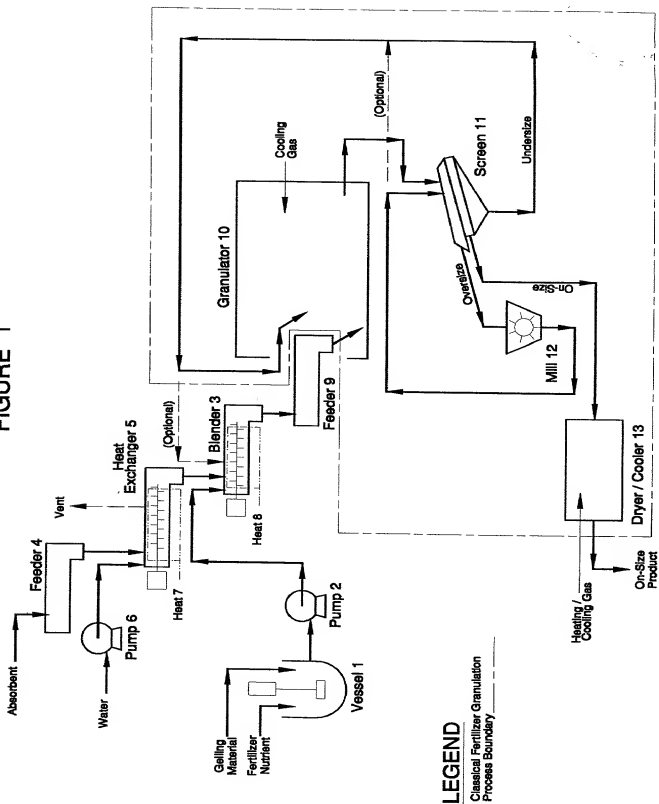 FIGURE 1
Absorbent
Feeder 4
Water
Pump 6
Vent
Heat
Exchanger 5
Heat 7
(Optional)
Blender 3
Heat 8
Feeder 9
Gelling
Material
Fertilizer
Nutrient
Vessel 1
Pump 2
Granulator 10
Cooling
Gas
(Optional)
Screen 11
Undersize
Oversize
On-Size
Mill 12
Heating /
Cooling Gas
Dryer / Cooler 13
On-Size
Product
LEGEND
Classical Fertilizer Granulation
Process Boundary